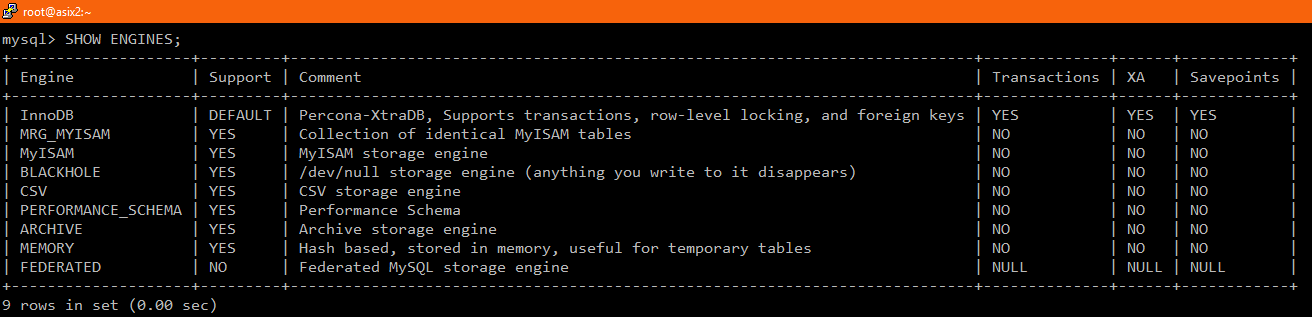 root@asix2:~
mysql> SHOW ENGINES;
+--------------------+---------+----------------------------------------------------------------------------+--------------+------+------------+
| Engine             | Support | Comment                                                                    | Transactions | XA   | Savepoints |
+--------------------+---------+----------------------------------------------------------------------------+--------------+------+------------+
| InnoDB             | DEFAULT | Percona-XtraDB, Supports transactions, row-level locking, and foreign keys | YES          | YES  | YES        |
| MRG_MYISAM         | YES     | Collection of identical MyISAM tables                                      | NO           | NO   | NO         |
| MyISAM             | YES     | MyISAM storage engine                                                      | NO           | NO   | NO         |
| BLACKHOLE          | YES     | /dev/null storage engine (anything you write to it disappears)             | NO           | NO   | NO         |
| CSV                | YES     | CSV storage engine                                                         | NO           | NO   | NO         |
| PERFORMANCE_SCHEMA | YES     | Performance Schema                                                         | NO           | NO   | NO         |
| ARCHIVE            | YES     | Archive storage engine                                                     | NO           | NO   | NO         |
| MEMORY             | YES     | Hash based, stored in memory, useful for temporary tables                  | NO           | NO   | NO         |
| FEDERATED          | NO      | Federated MySQL storage engine                                             | NULL         | NULL | NULL       |
+--------------------+---------+----------------------------------------------------------------------------+--------------+------+------------+
9 rows in set (0.00 sec)